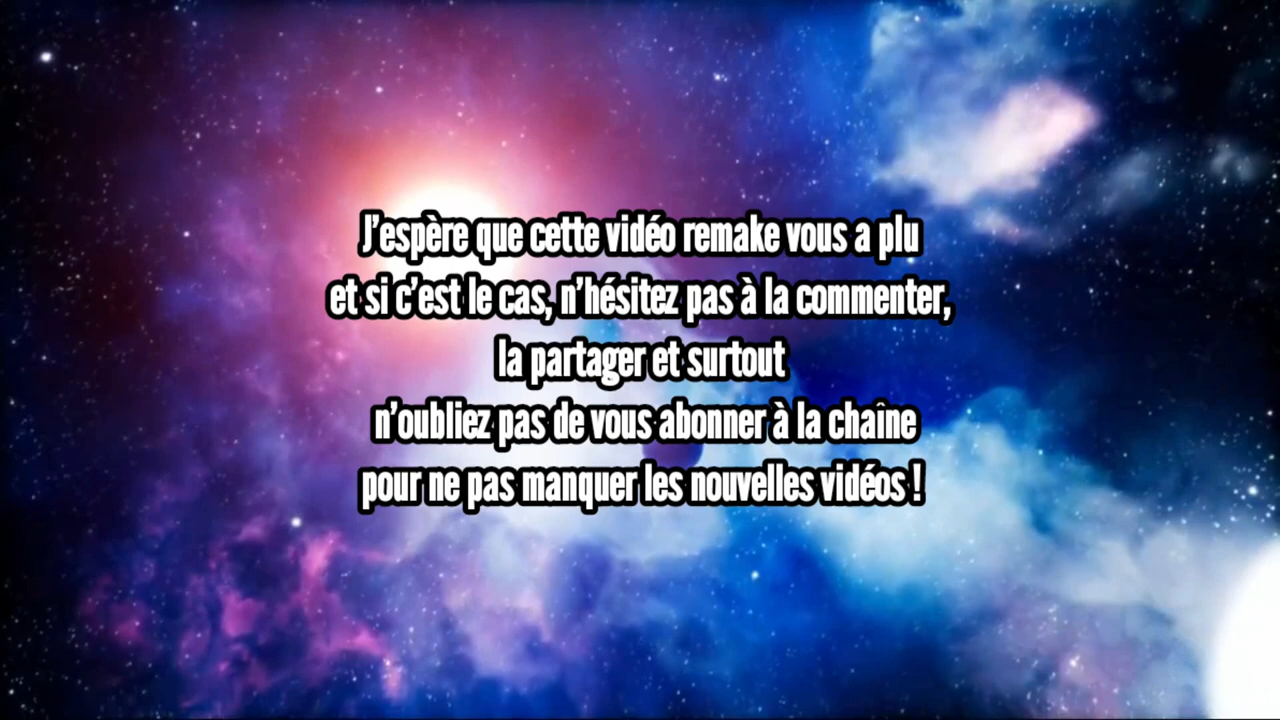 J'espère que cette vidéo remake vous a plu
et si c'est le cas, n'hésitez pas à la commenter,
la partager et surtout
n'oubliez pas de vous abonner à la chaîne
pour ne pas manquer les nouvelles vidéos !